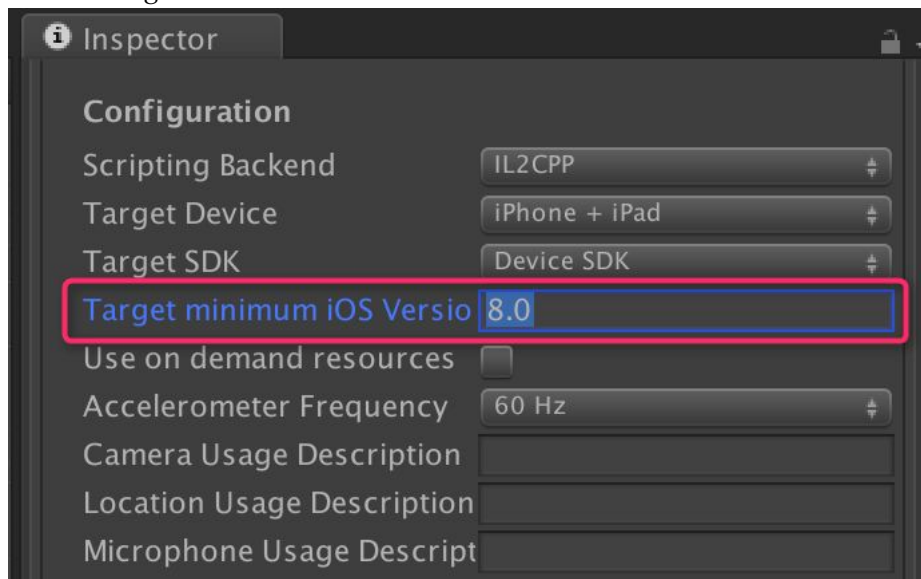 Inspector
Configuration
Scripting Backend IL2CPP
Target Device iPhone + iPad
Target SDK Device SDK
Target minimum iOS Versio 8.0
Use on demand resources
Accelerometer Frequency 60 Hz
Camera Usage Description
Location Usage Description
Microphone Usage Descript